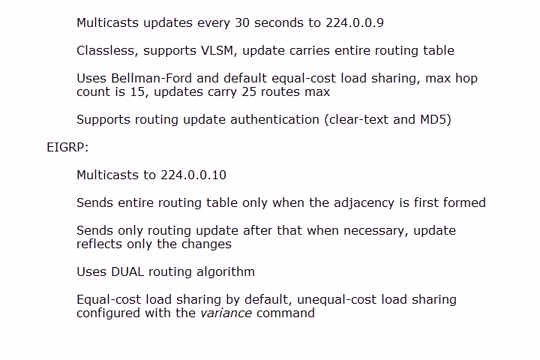 Multicasts updates every 30 seconds to 224.0.0.9
Classless, supports VLSM, update carries entire routing table
Uses Bellman-Ford and default equal-cost load sharing, max hop
count is 15, updates carry 25 routes max
Supports routing update authentication (clear-text and MD5)
EIGRP:
Multicasts to 224.0.0.10
Sends entire routing table only when the adjacency is first formed
Sends only routing update after that when necessary, update
reflects only the changes
Uses DUAL routing algorithm
Equal-cost load sharing by default, unequal-cost load sharing
configured with the variance command